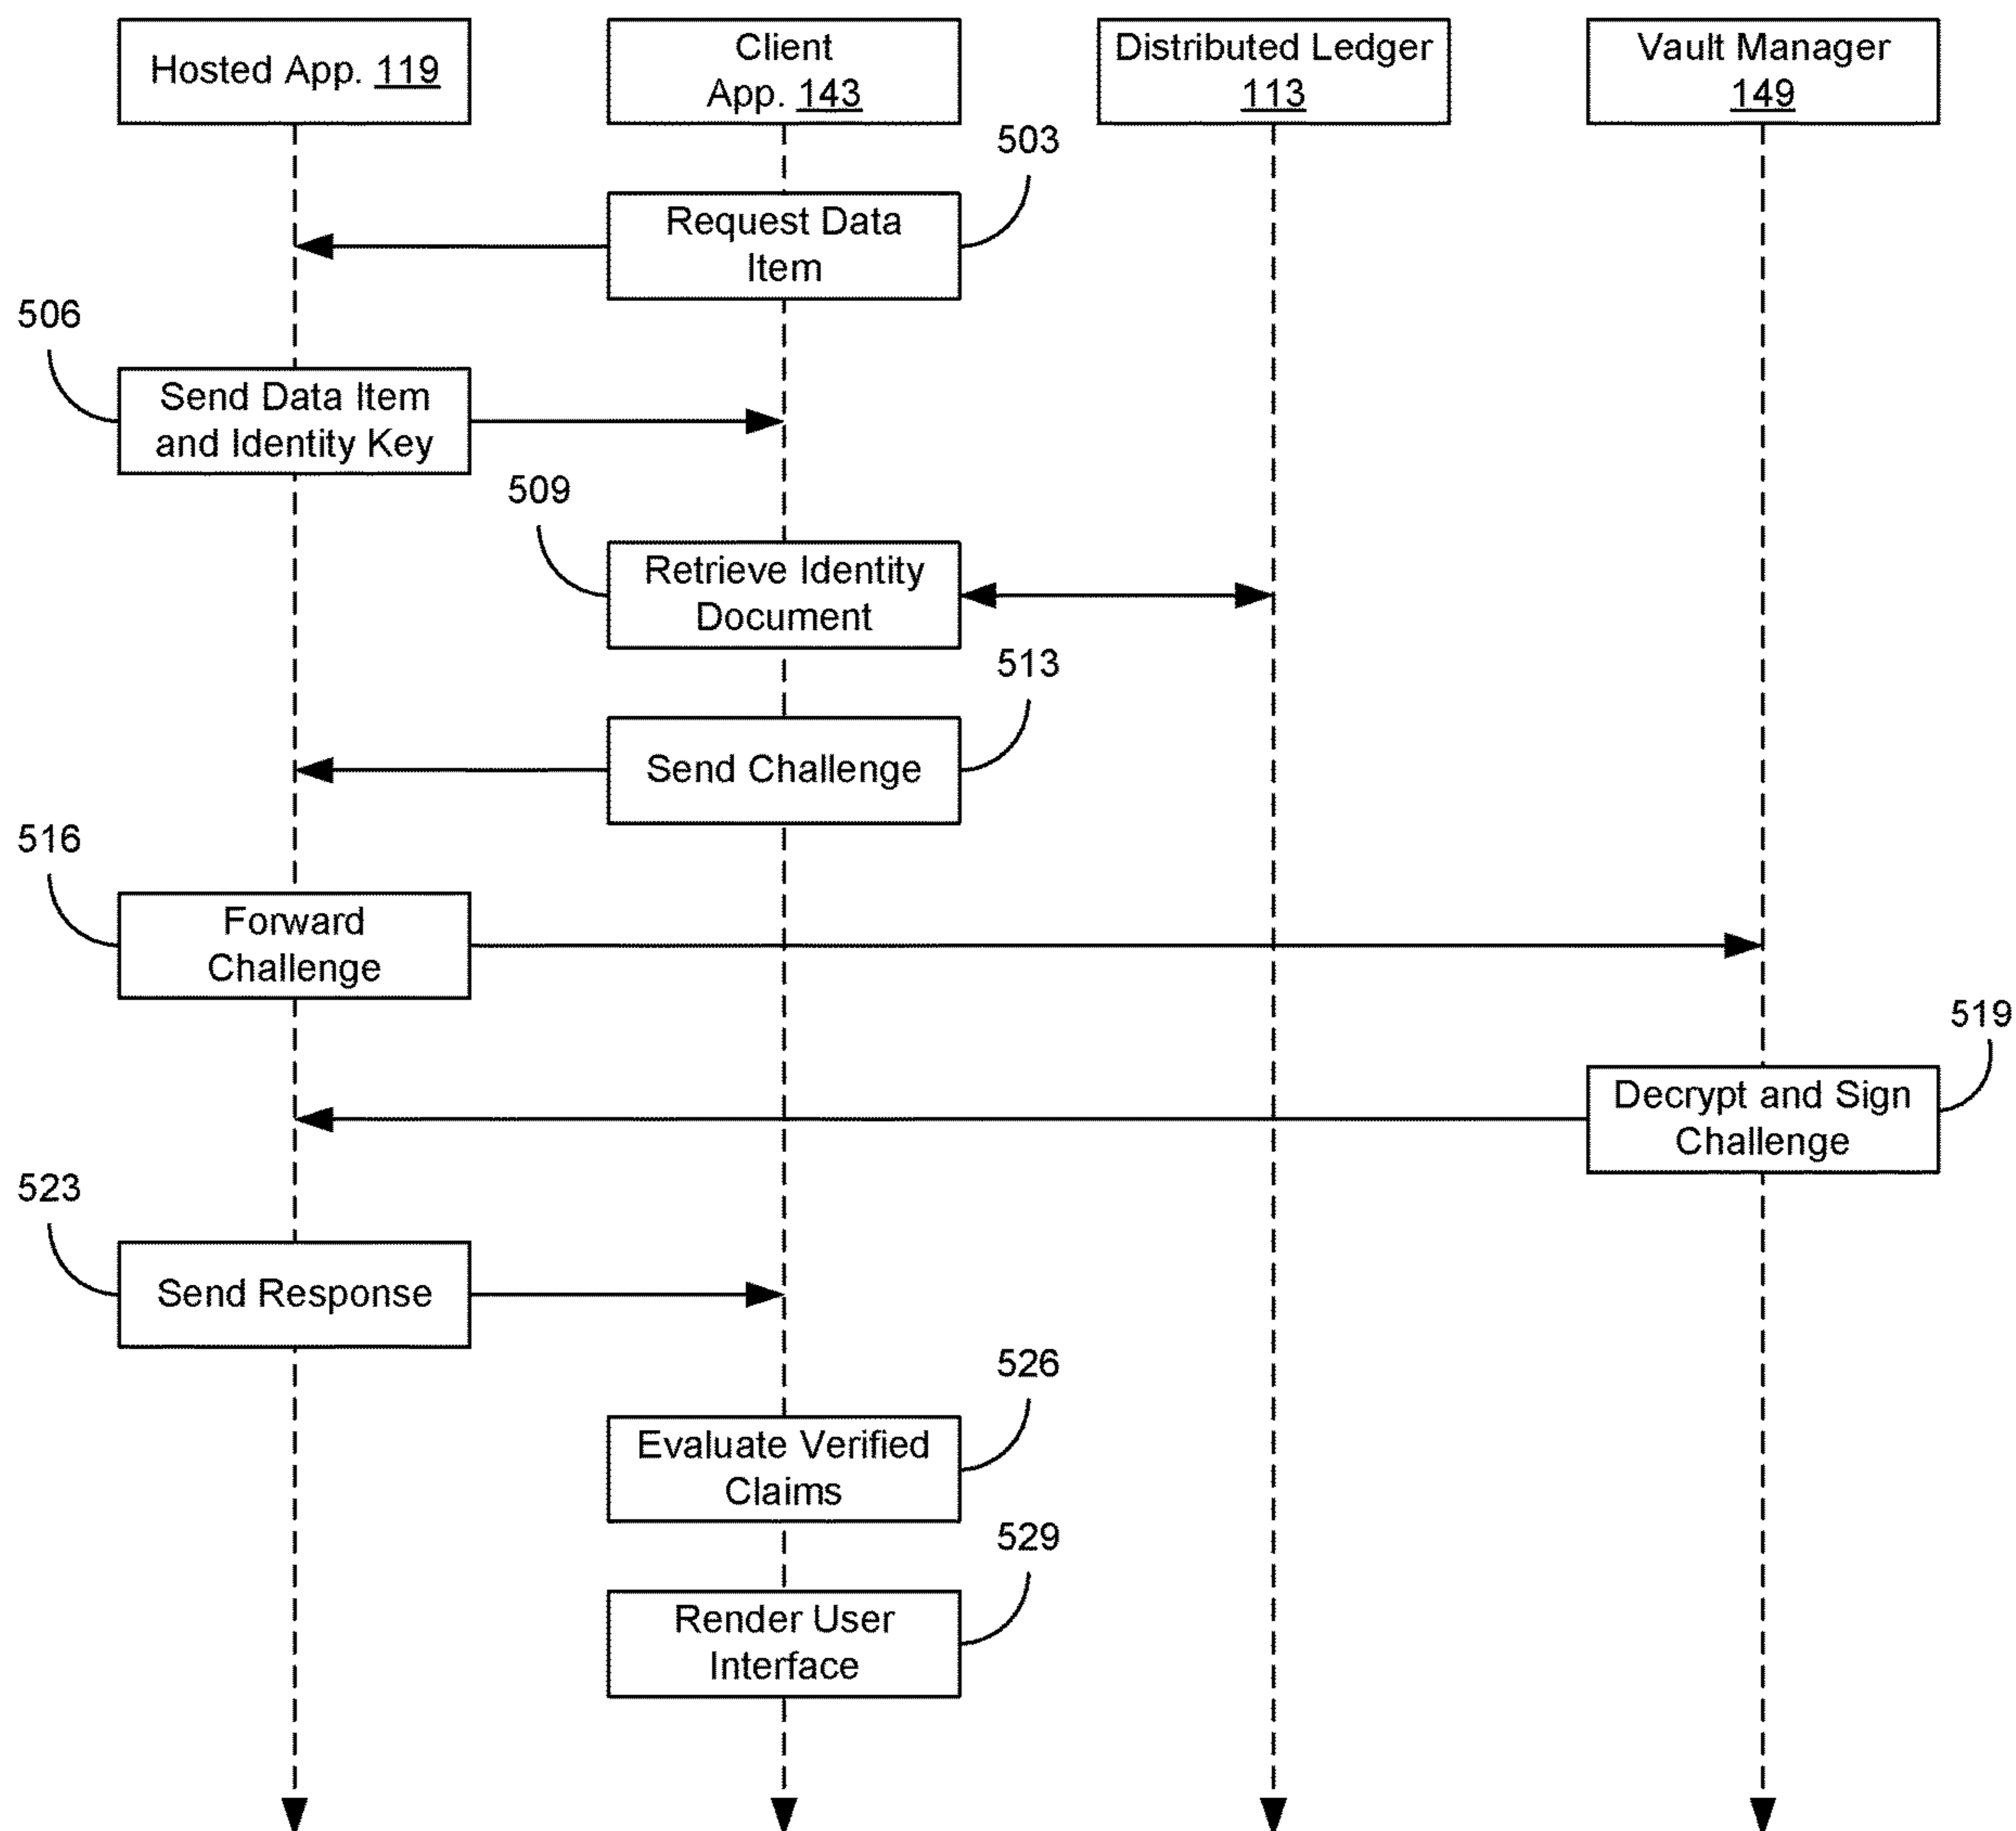 Hosted App. 119
Client
App. 143
Distributed Ledger
113
Vault Manager
149
503
Request Data
Item
506
Send Data Item
and Identity Key
509
Retrieve Identity
Document
513
Send Challenge
516
Forward
Challenge
519
Decrypt and Sign
Challenge
523
Send Response
526
Evaluate Verified
Claims
529
Render User
Interface